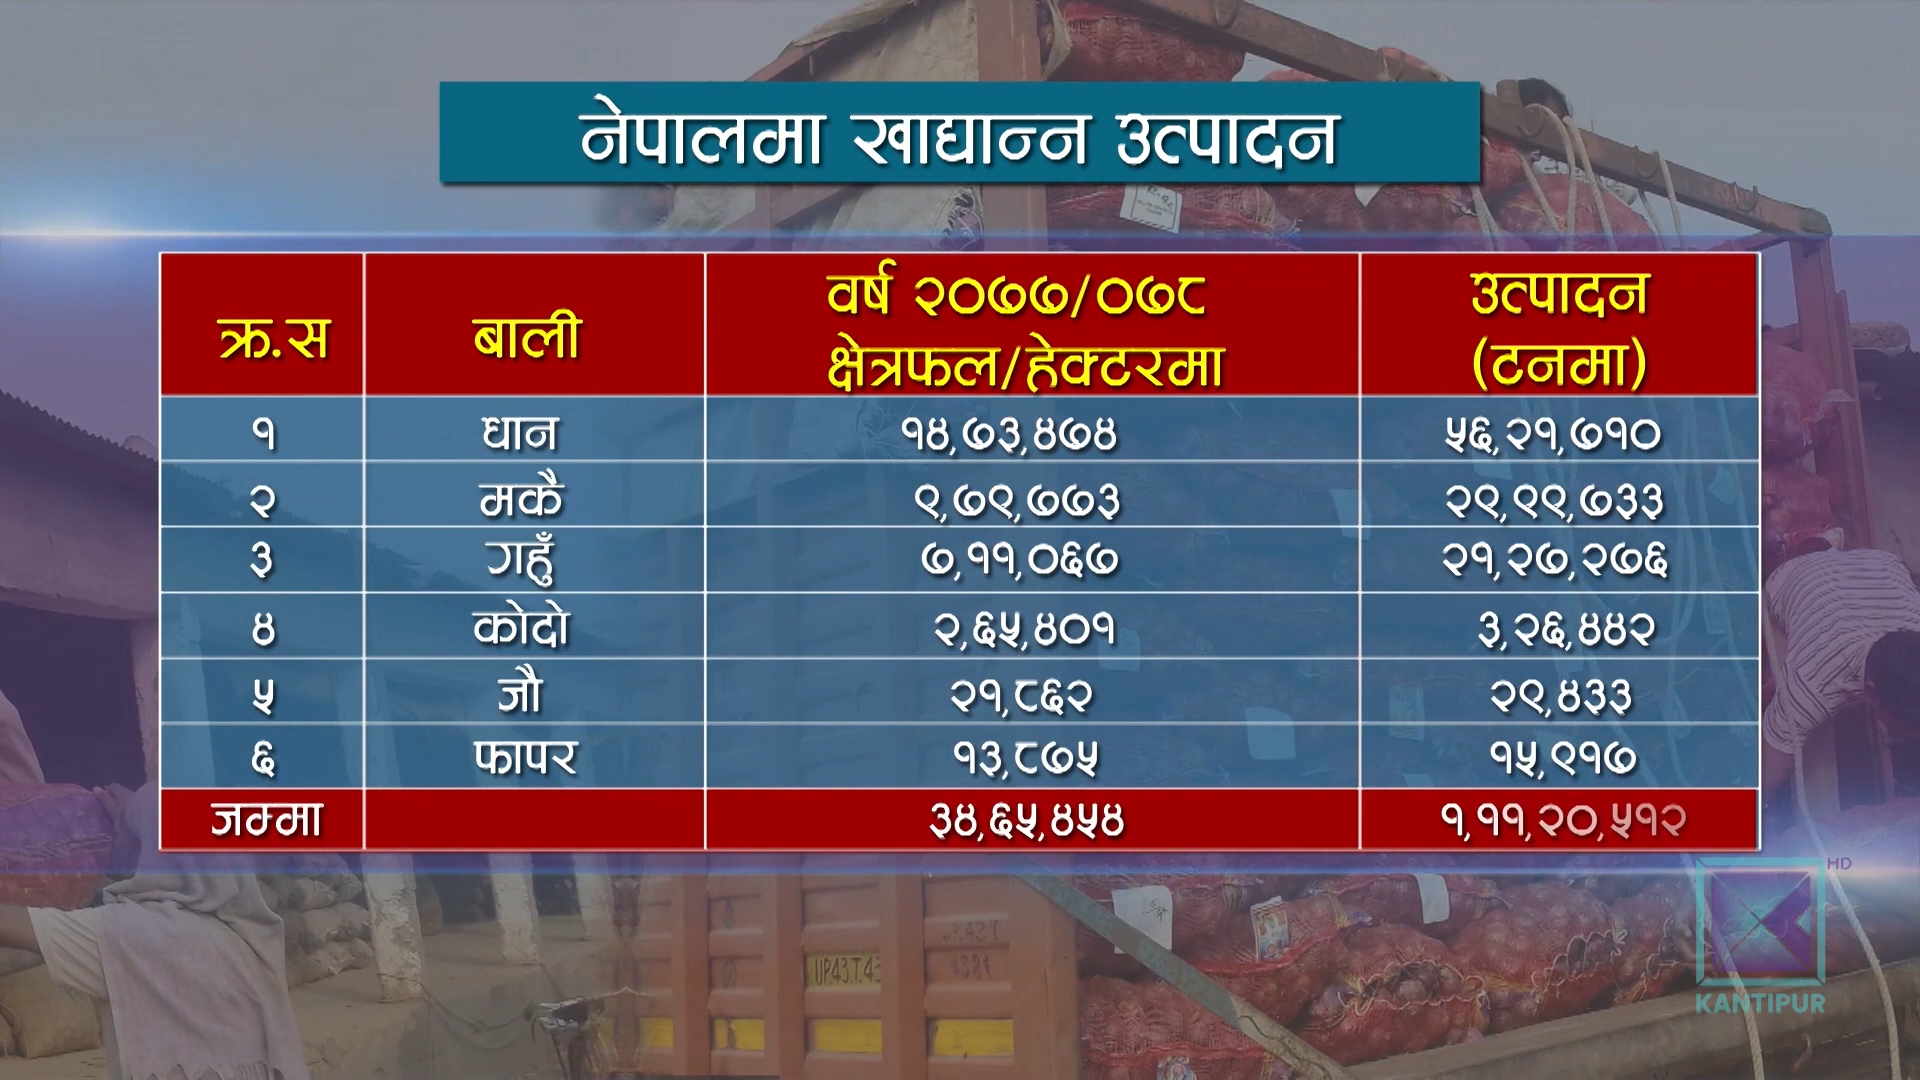 नेपालमा खाद्यान्न उत्पादन
क्र.स बाली वर्ष २०७७/०७८ क्षेत्रफल/हेक्टरमा उत्पादन (टनमा)
१ धान १४,७३,४७४ ५६,२१,७१०
२ मकै ९,७९,७७३ २९,९९,७३३
३ गहुँ ७,११,०६७ २१,२७,२७६
४ कोदो २,६५,४०१ ३,२६,४४२
५ जौ २१,८६२ २९,४३३
६ फापर १३,८७५ १५,९१७
जम्मा ३४,६५,४५४ १,११,२०,५१२
HD
KANTIPUR
UP.43.T.43